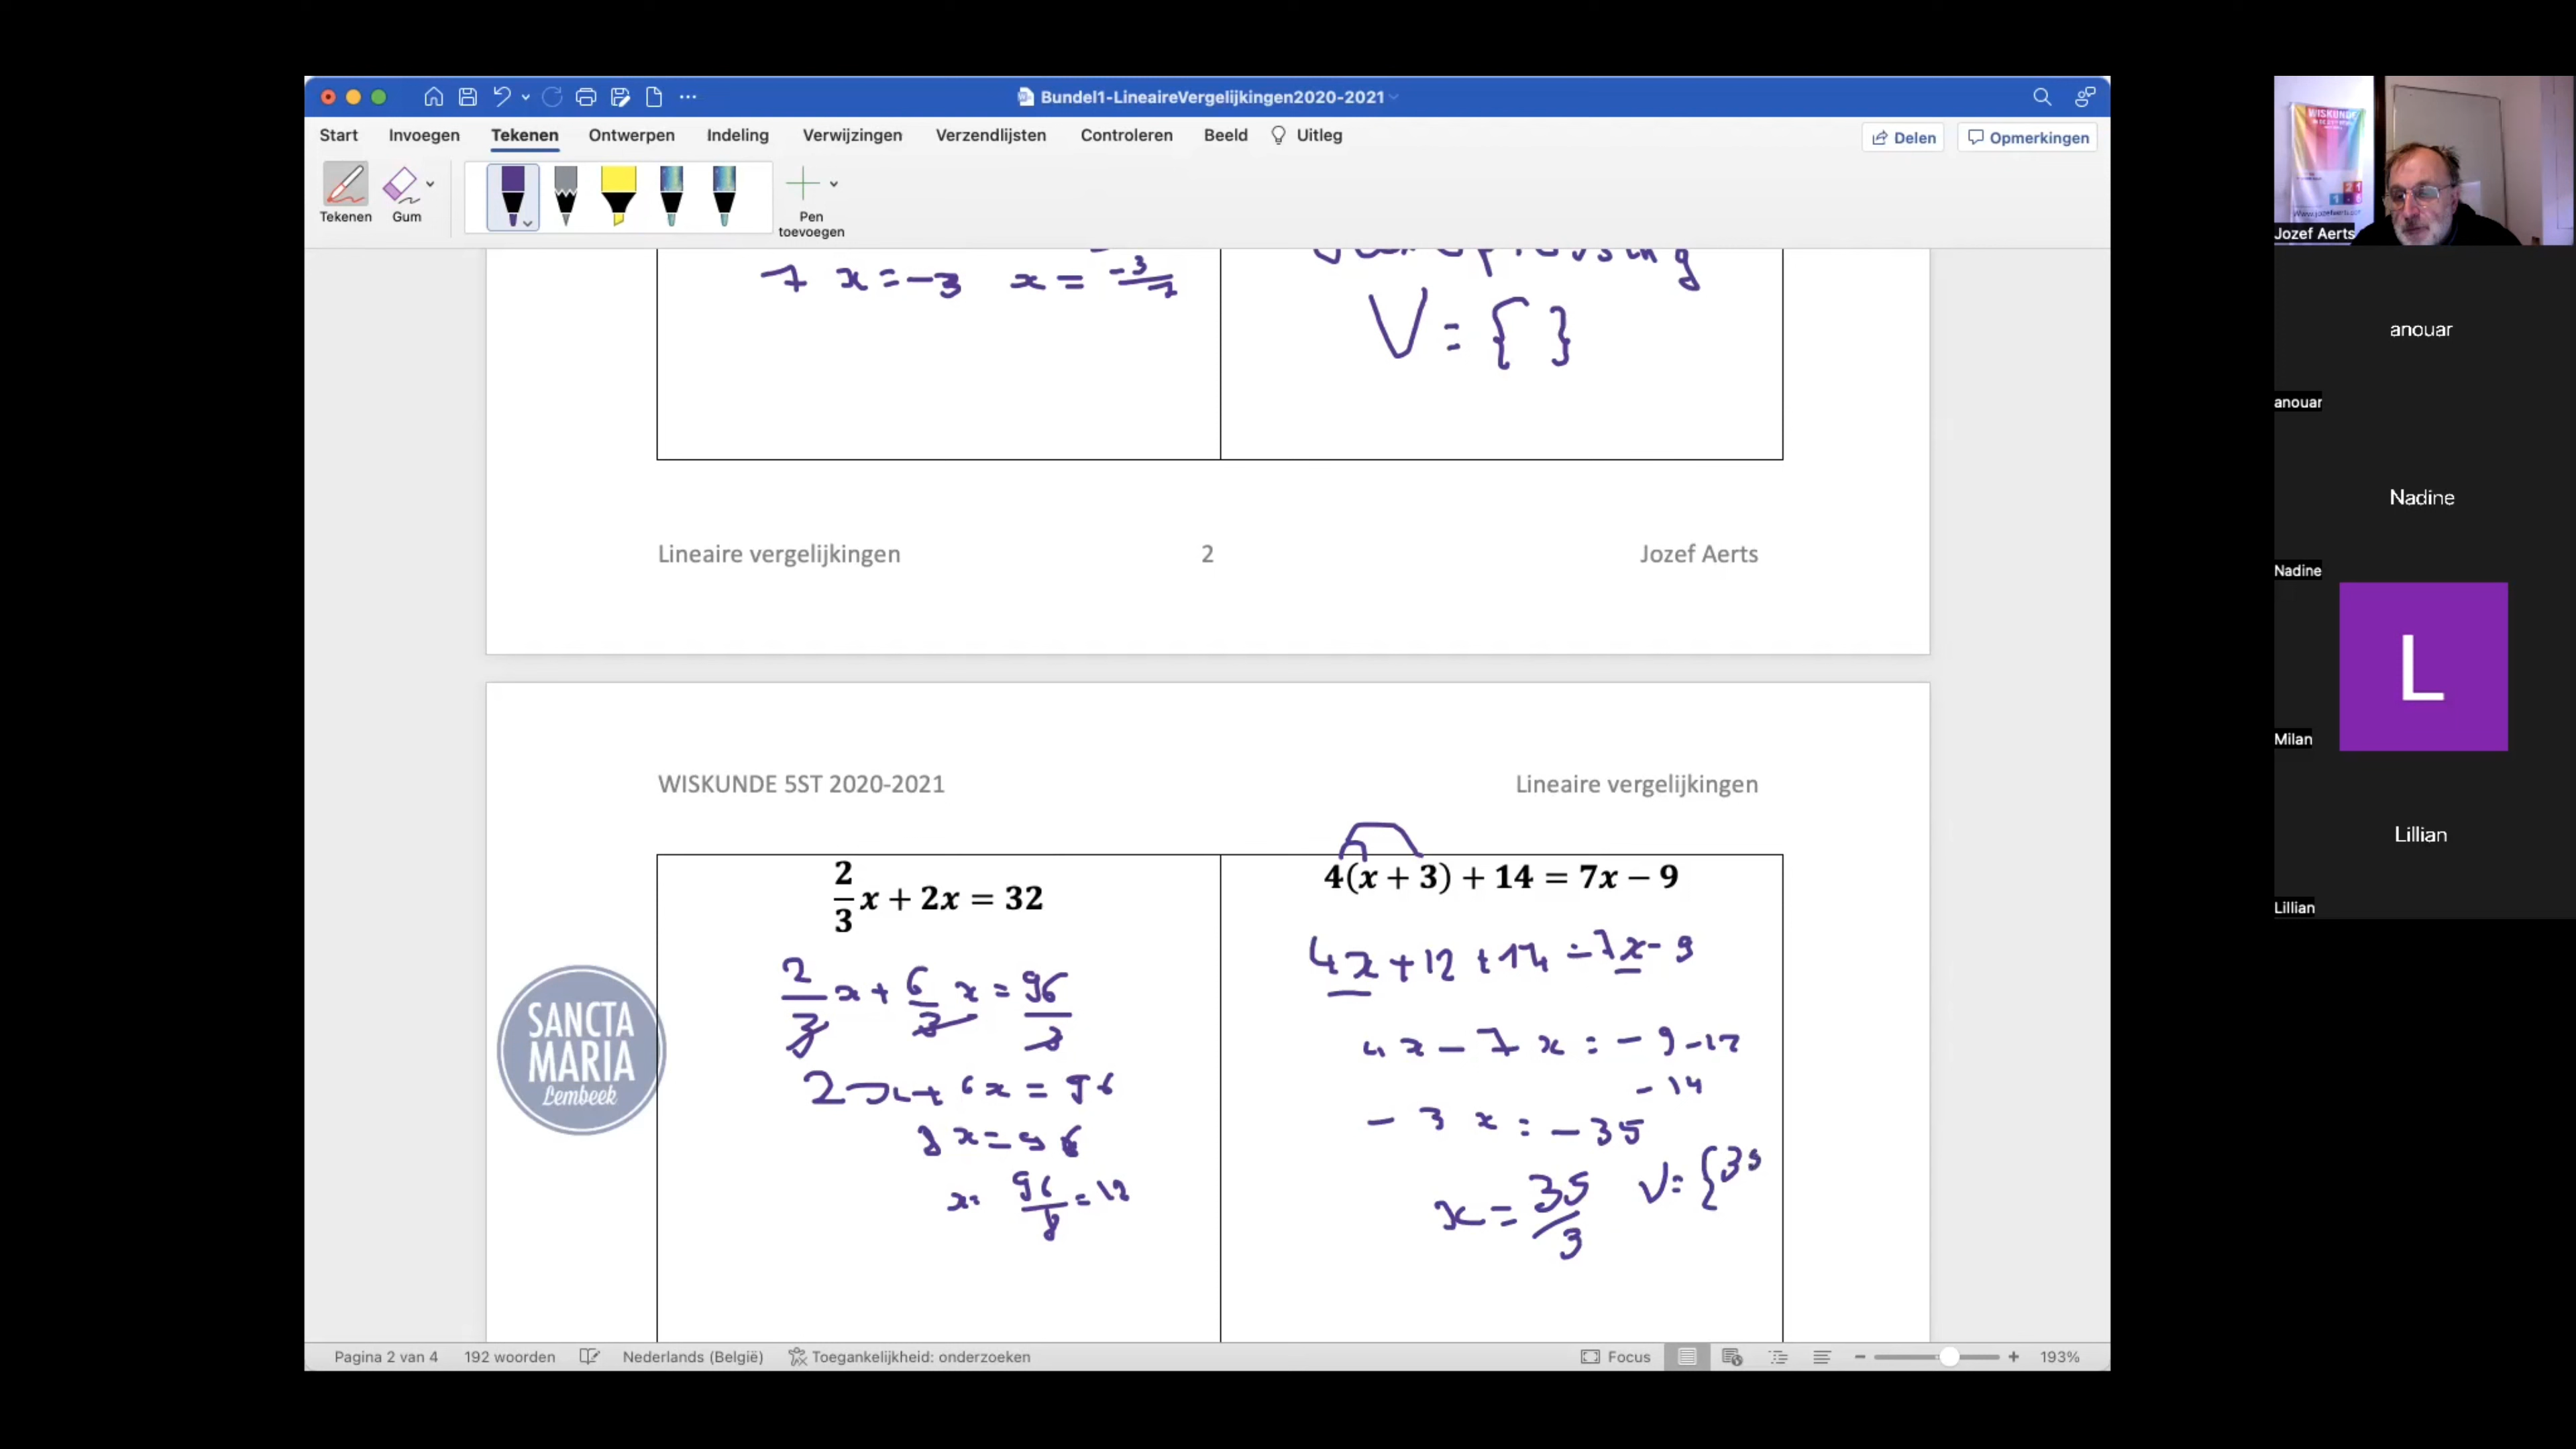 Bundel1-LineaireVergelijkingen2020-2021
Start Invoegen Tekenen Ontwerpen Indeling Verwijzingen Verzendlijsten Controleren Beeld Uitleg
Delen Opmerkingen
Tekenen Gum Pen toevoegen
7 x = -3 x = -3/7
V = { }
Lineaire vergelijkingen 2 Jozef Aerts
WISKUNDE 5ST 2020-2021 Lineaire vergelijkingen
2/3 x + 2x = 32
2/3 x + 6/3 x = 96/3
2x + 6x = 96
8x = 96
x = 96/8 = 12
4(x + 3) + 14 = 7x − 9
4x + 12 + 14 = 7x - 9
4x - 7x = -9 -12
-14
-3x = -35
x = 35/3 V = {35
SANCTA
MARIA
Lembeek
Pagina 2 van 4 192 woorden Nederlands (België) Toegankelijkheid: onderzoeken Focus 193%
WISKUNDE
Jozef Aerts
anouar
anouar
Nadine
Nadine
L
Milan
Lillian
Lillian